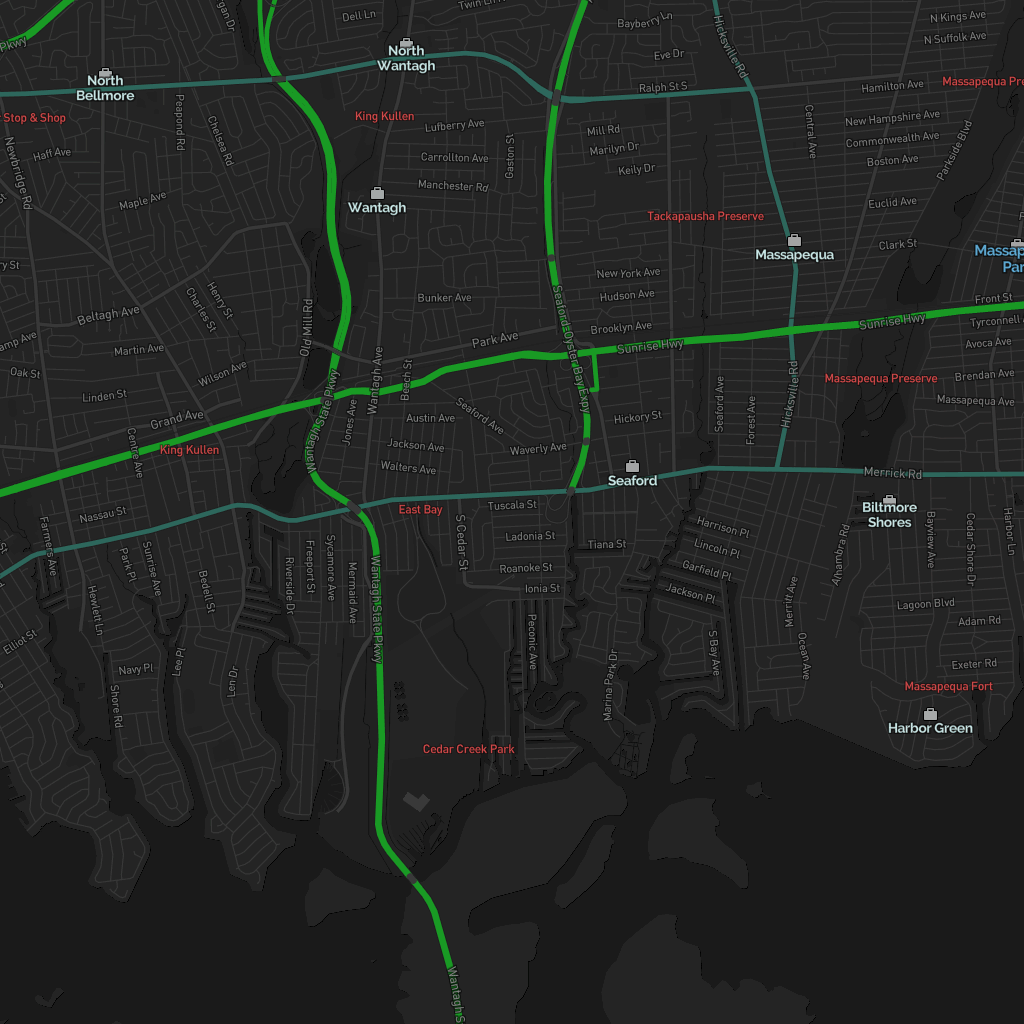 Dell Ln
Twin Ln N
Bayberry Ln
Hicksville Rd
N Kings Ave
N Suffolk Ave
Pkwy
North
Wantagh
Eye Dr
North
Bellmore
Ralph St S
Hamilton Ave
Massapequa Pre
Stop & Shop
Peapond Rd
Chelsea Rd
King Kullen
Lufberry Ave
Gaston St
Mill Rd
Marilyn Dr
Keily Dr
Central Ave
New Hampshire Ave
Commonwealth Ave
Boston Ave
Parkside Blvd
Newbridge Rd
Haff Ave
Carrollton Ave
Manchester Rd
Maple Ave
Wantagh
Tackapausha Preserve
Euclid Ave
Clark St
Massapequa
Massap
Par
ry St
New York Ave
Hudson Ave
Henry St
Charles St
Bunker Ave
Beltagh Ave
Old Mill Rd
Seaford-Oyster Bay Expy
Brooklyn Ave
Front St
Sunrise Hwy
Tyrconnell
amp Ave
Martin Ave
Park Ave
Sunrise Hwy
Avoca Ave
Oak St
Wilson Ave
Wantagh Ave
Beech St
Massapequa Preserve
Brendan Ave
Linden St
Wantagh State Pkwy
Jones Ave
Seaford Ave
Seaford Ave
Forest Ave
Hicksville Rd
Massapequa Ave
Grand Ave
Austin Ave
Hickory St
Centre Ave
King Kullen
Jackson Ave
Waverly Ave
Walters Ave
Seaford
Merrick Rd
Nassau St
East Bay
Tuscala St
Biltmore
Shores
Farmers Ave
S Cedar St
Ladonia St
Tiana St
Harrison Pl
Lincoln Pl
Garfield Pl
Jackson Pl
Alhambra Rd
Bayview Ave
Cedar Shore Dr
Harbor Ln
St
Park Pl
Sunrise Ave
Bedell St
Riverside Dr
Freeport St
Sycamore Ave
Mermaid Ave
Wantagh State Pkwy
Roanoke St
Ionia St
Hewlett Ln
Merritt Ave
Lagoon Blvd
Adam Rd
Elliot St
Peconic Ave
S Bay Ave
Ocean Ave
Navy Pl
Lee Pl
Len Dr
Shore Rd
Marina Park Dr
Exeter Rd
Massapequa Fort
Harbor Green
Cedar Creek Park
Wantagh S